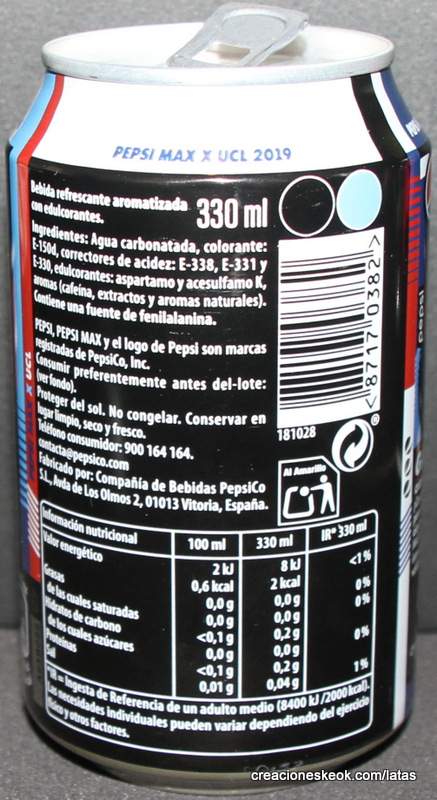 PEPSI MAX X UCL 2019
Bebida refrescante aromatizada
con edulcorantes.
330 ml
Ingredientes: Agua carbonatada, colorante:
E-150d, correctores de acidez: E-338, E-331 y
E-330, edulcorantes: aspartamo y acesulfamo K,
aromas (cafeína, extractos y aromas naturales).
Contiene una fuente de fenilalanina.
PEPSI, PEPSI MAX y el logo de Pepsi son marcas
registradas de PepsiCo, Inc.
Consumir preferentemente antes del-lote:
(ver fondo).
Proteger del sol. No congelar. Conservar en
lugar limpio, seco y fresco.
Teléfono consumidor: 900 164 164.
contacta@pepsico.com
Fabricado por: Compañía de Bebidas PepsiCo
S.L., Avda de Los Olmos 2, 01013 Vitoria, España.
<8717 0382>
181028
Al Amarillo
PEPSI MAX X UCL
pepsi
Información nutricional 100 ml 330 ml IR* 330 ml
Valor energético 2 kJ 8 kJ <1%
0,6 kcal 2 kcal
Grasas 0,0 g 0,0 g 0%
de las cuales saturadas 0,0 g 0,0 g 0%
Hidratos de carbono <0,1 g 0,2 g
de los cuales azúcares 0,0 g 0,0 g 0%
Proteínas <0,1 g 0,2 g
Sal 0,01 g 0,04 g 1%
*IR = Ingesta de Referencia de un adulto medio (8400 kJ /2000 kcal).
Las necesidades individuales pueden variar dependiendo del ejercicio
físico y otros factores.
creacioneskeok.com/latas